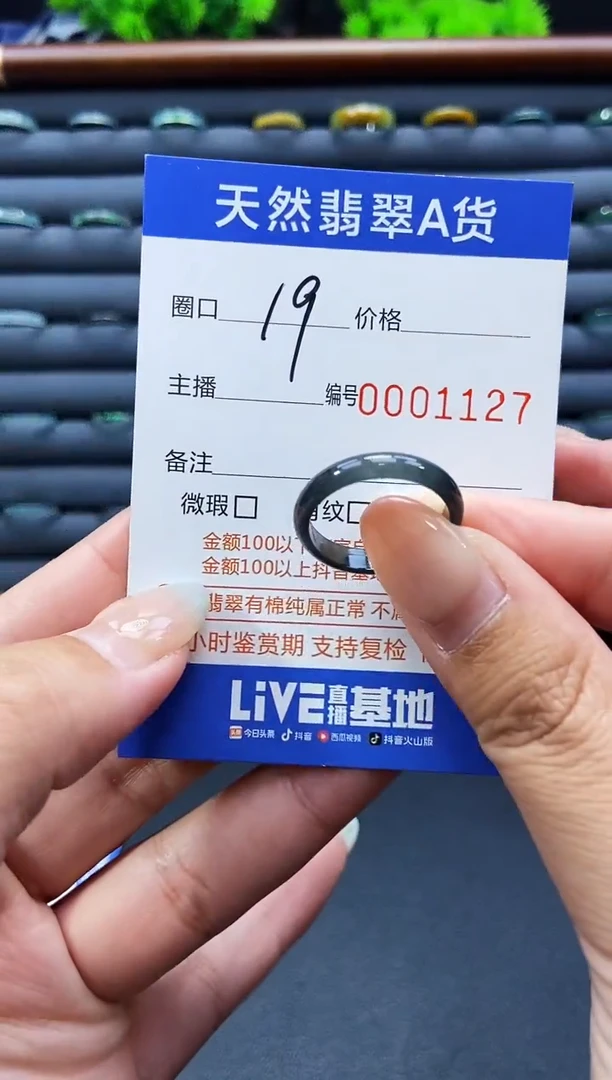 天然翡翠A货
圈口 19 价格
主播 编号0001127
备注
微瑕□ 纹□
金额100以
金额100以上抖音基
翡翠有棉纯属正常 不
小时鉴赏期 支持复检
LiVE直播基地
今日头条 抖音 西瓜视频 抖音火山版